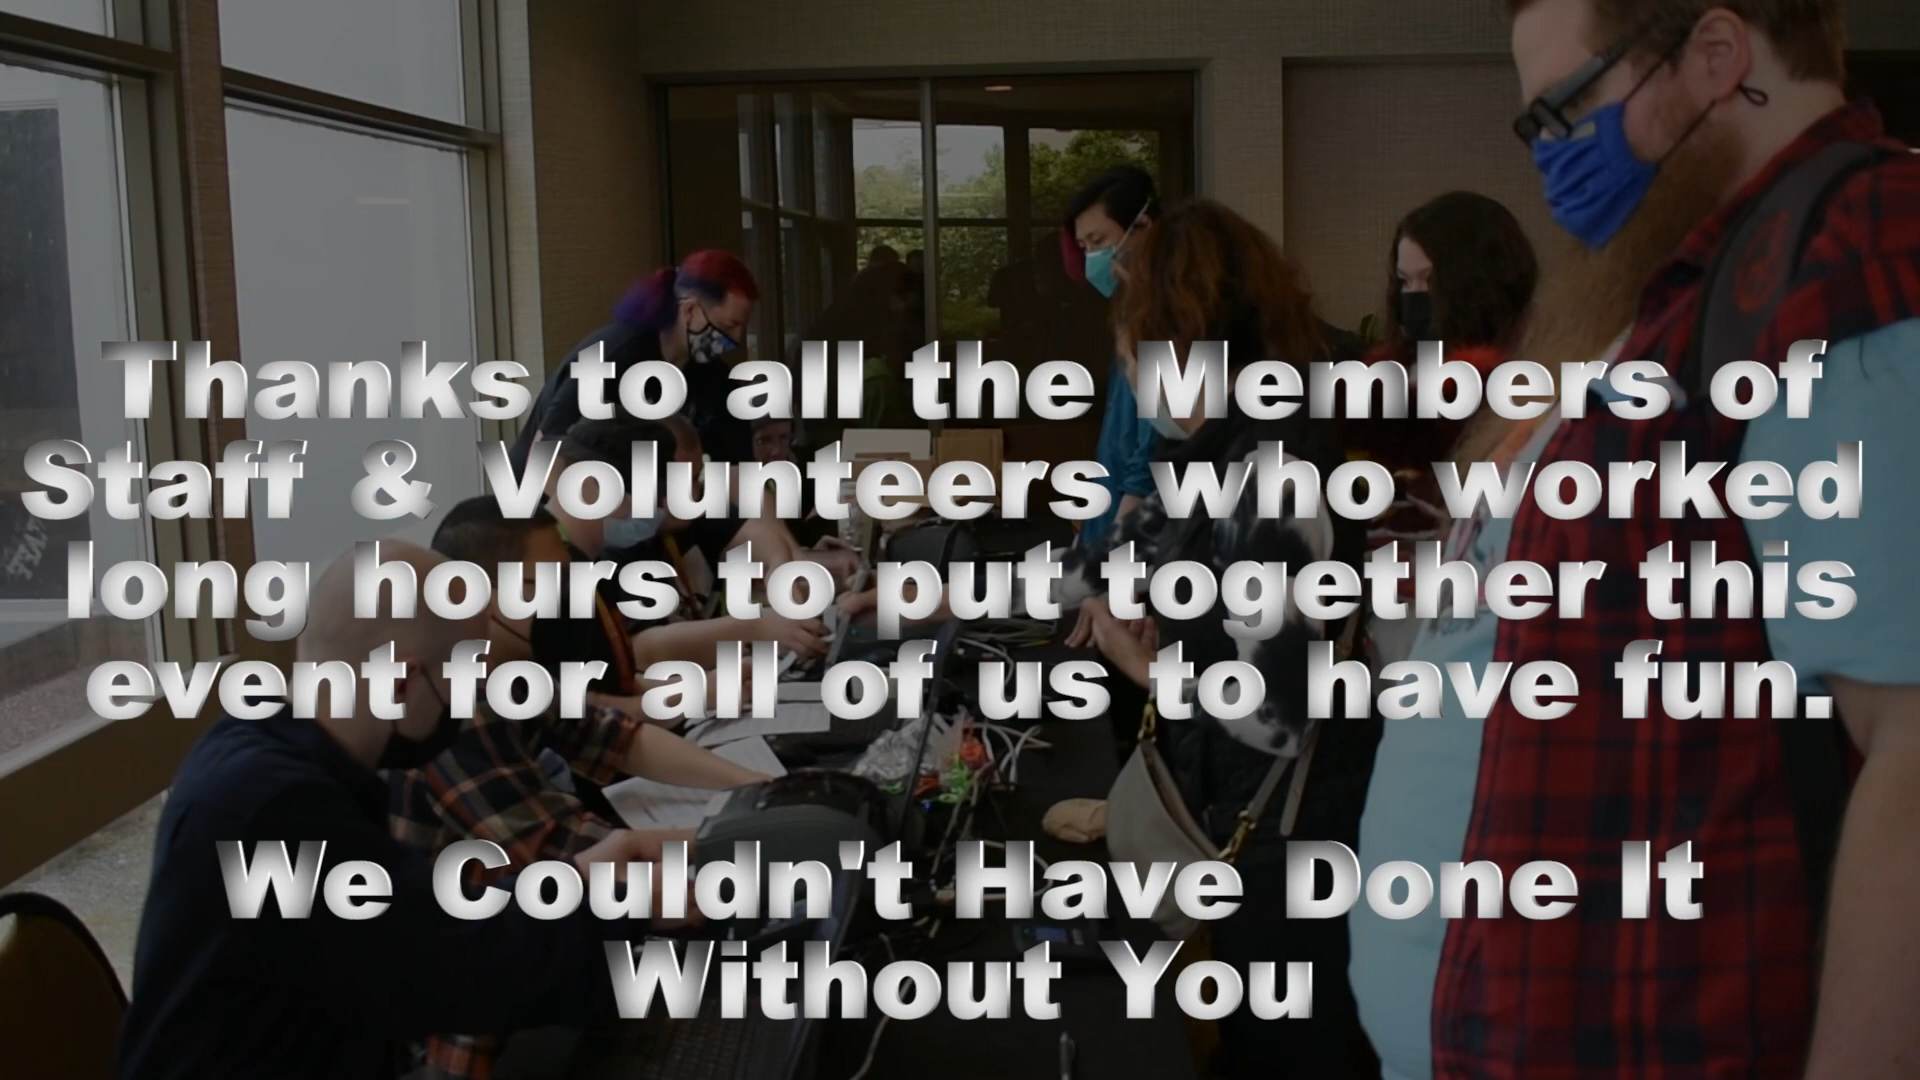 Thanks to all the Members of
Staff & Volunteers who worked
long hours to put together this
event for all of us to have fun.
We Couldn't Have Done It
Without You